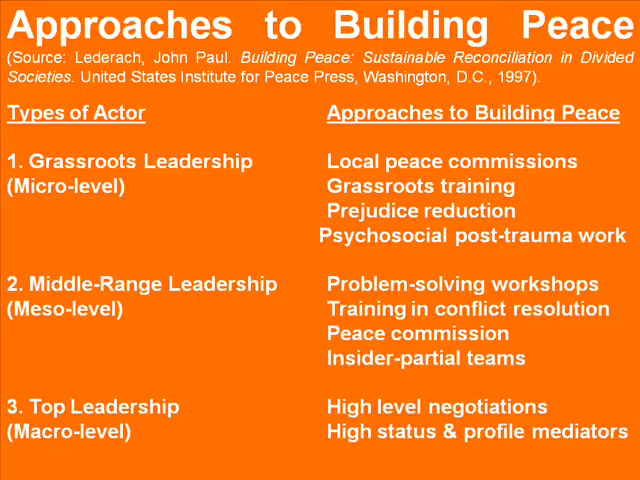 Approaches to Building Peace
(Source: Lederach, John Paul. Building Peace: Sustainable Reconciliation in Divided
Societies. United States Institute for Peace Press, Washington, D.C., 1997).
Types of Actor Approaches to Building Peace
1. Grassroots Leadership Local peace commissions
(Micro-level) Grassroots training
Prejudice reduction
Psychosocial post-trauma work
2. Middle-Range Leadership Problem-solving workshops
(Meso-level) Training in conflict resolution
Peace commission
Insider-partial teams
3. Top Leadership High level negotiations
(Macro-level) High status & profile mediators